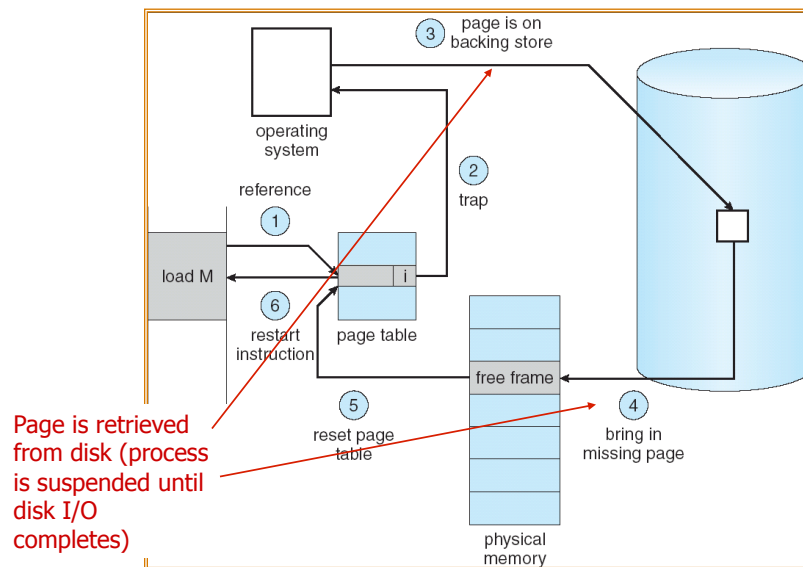 3
page is on
backing store
operating
system
2
trap
reference
1
load M
i
6
restart
instruction
page table
free frame
5
reset page
table
4
bring in
missing page
physical
memory
Page is retrieved
from disk (process
is suspended until
disk I/O
completes)